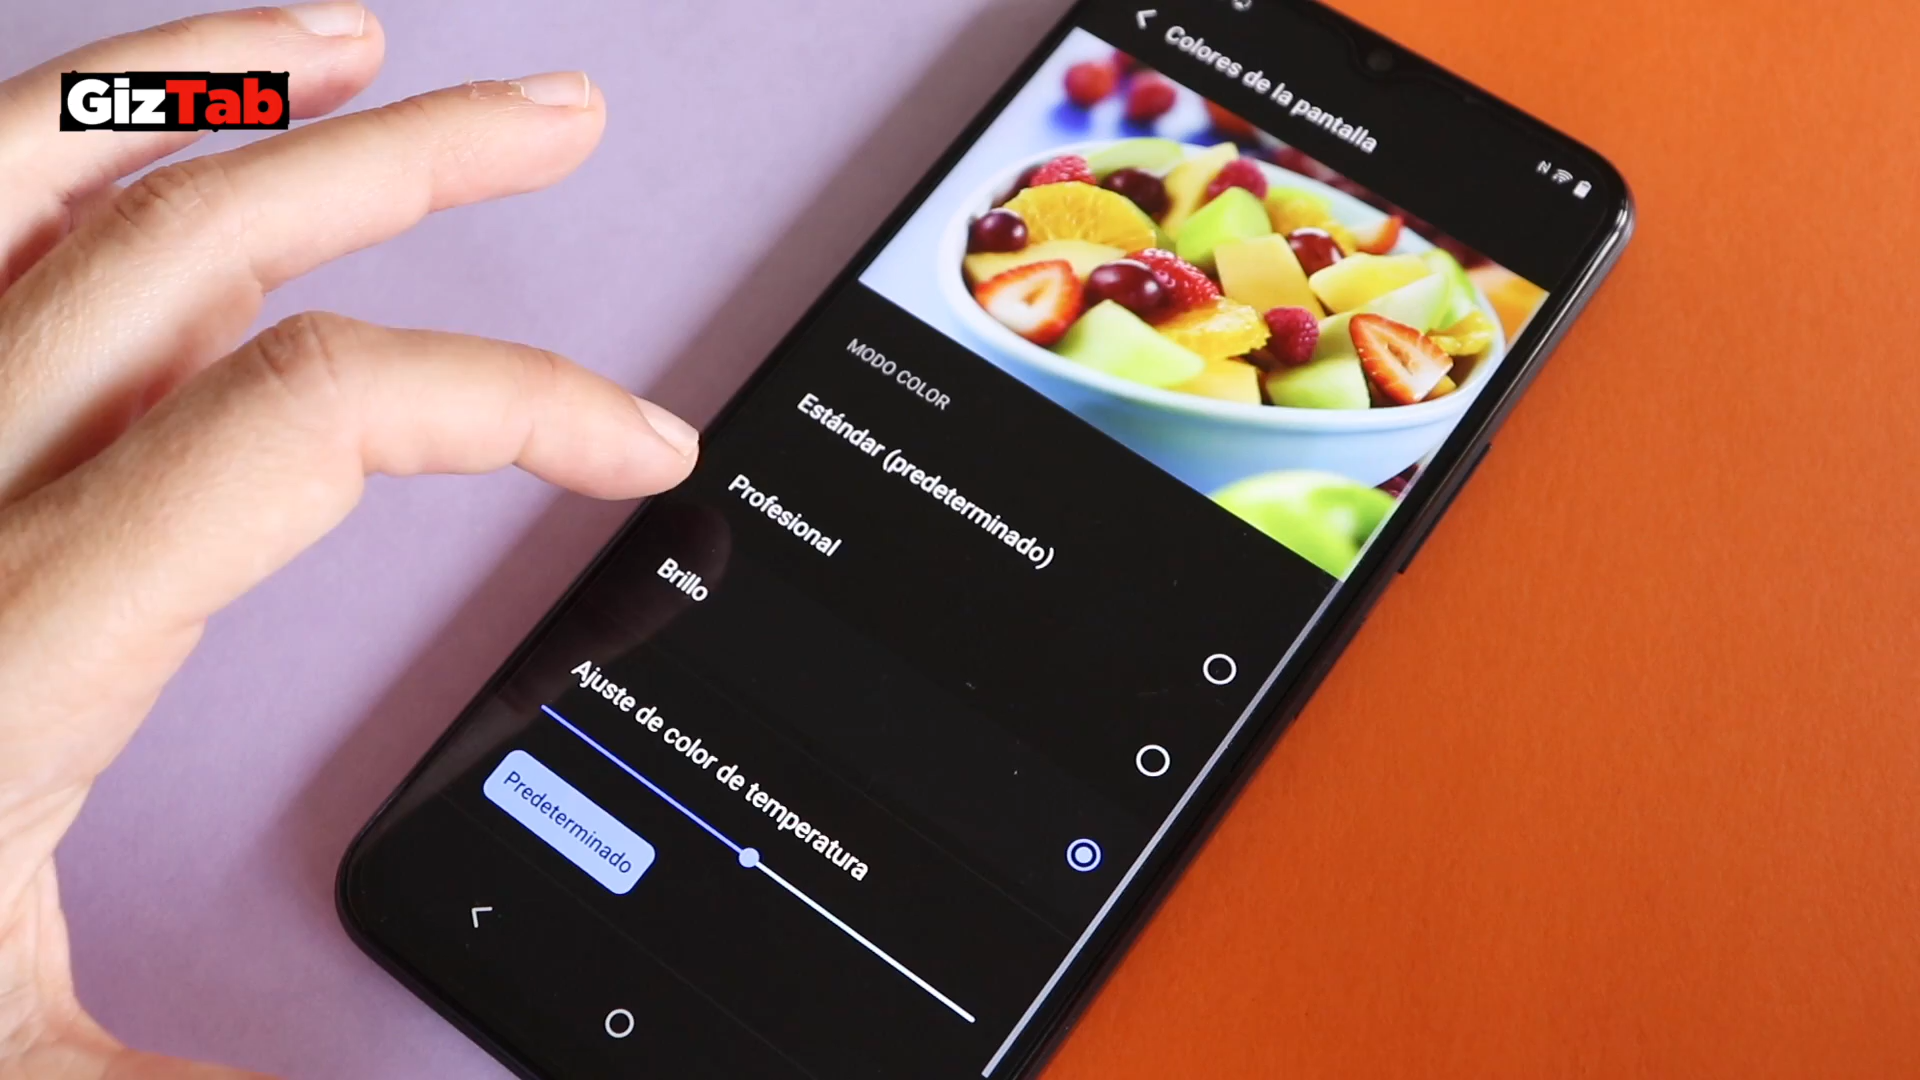 GizTab
Colores de la pantalla
N
MODO COLOR
Estándar (predeterminado)
Profesional
Brillo
Ajuste de color de temperatura
Predeterminado